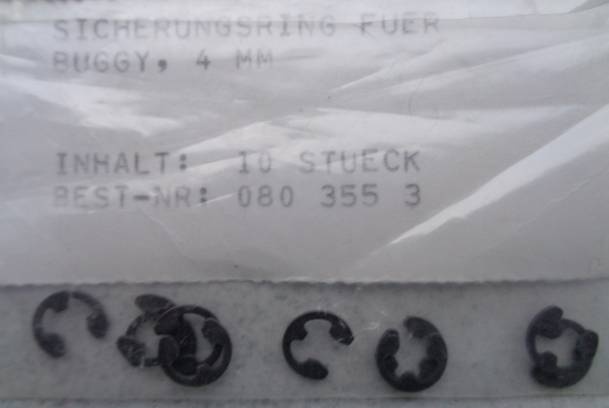 SICHERUNGSRING FUER
BUGGY, 4 MM
INHALT: 10 STUECK
BEST-NR: 080 355 3